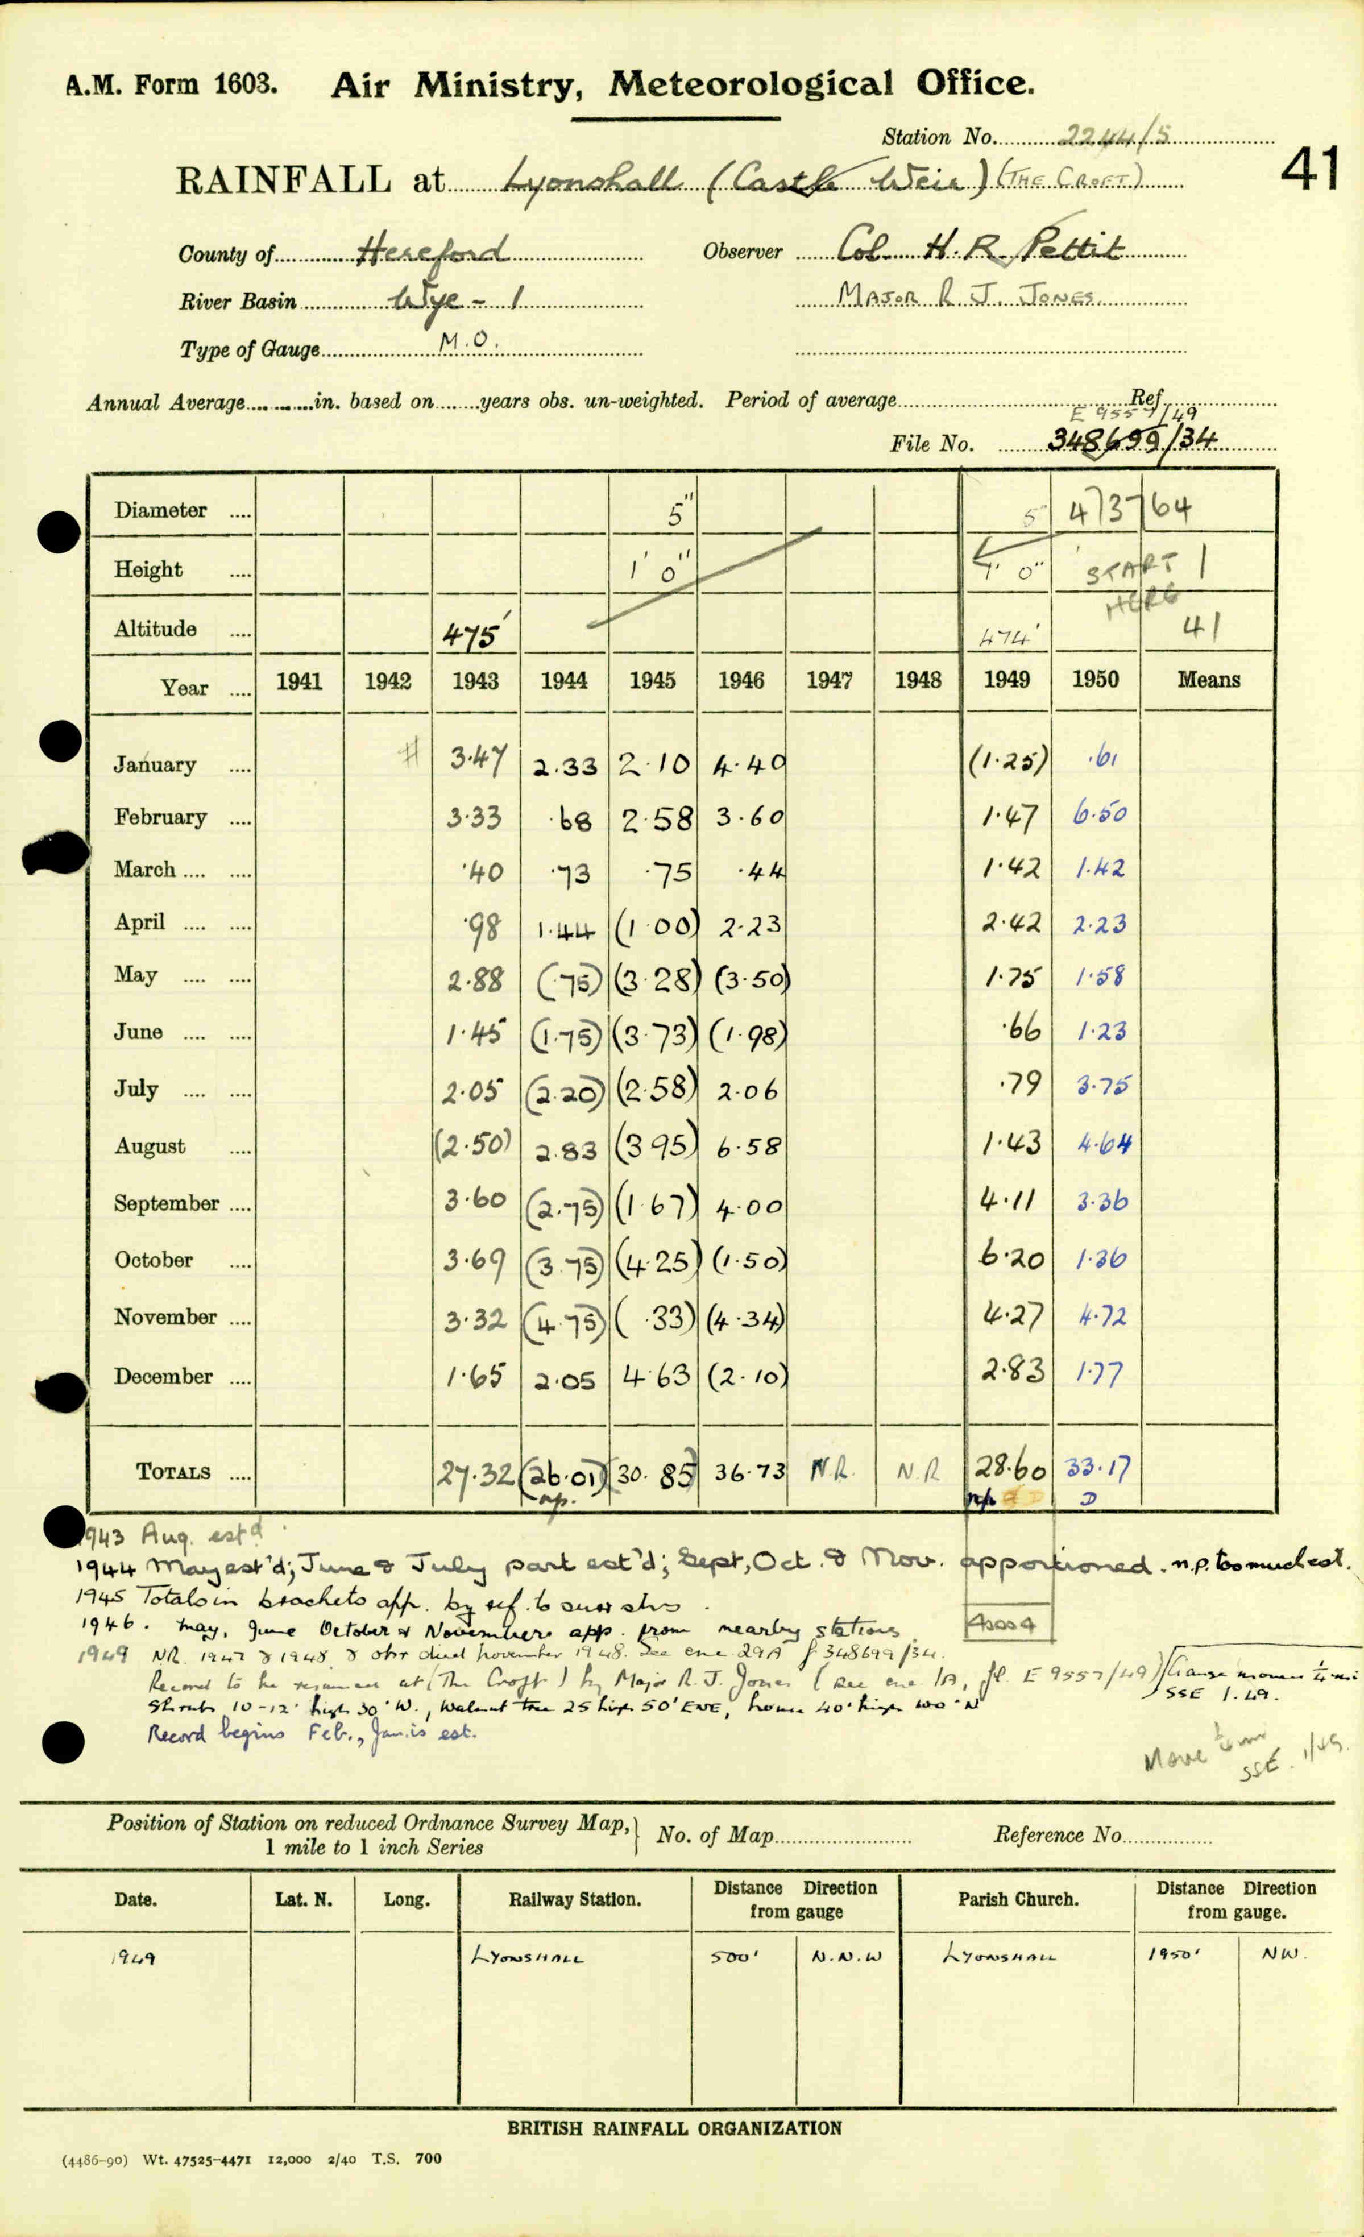 A.M. Form 1603. Air Ministry, Meteorological Office.
Station No. 2244/5
41
RAINFALL at Lyonshall (Castle Weir) (THE CROFT)
County of Hereford Observer Col. H. R. Pettit
River Basin Wye - 1 MAJOR R. J. JONES.
Type of Gauge M.O.
Annual Average in. based on years obs. un-weighted. Period of average Ref.
E 9557/49
File No. 348699/34
Diameter .... 5" 5 473764
Height .... 1' 0" 1' 0" START HERE 1
Altitude .... 475' 474' 41
Year .... 1941 1942 1943 1944 1945 1946 1947 1948 1949 1950 Means
January .... # 3.47 2.33 2.10 4.40 (1.25) .61
February .... 3.33 .68 2.58 3.60 1.47 6.50
March .... .... .40 .73 .75 .44 1.42 1.42
April .... .... .98 1.44 (1.00) 2.23 2.42 2.23
May .... .... 2.88 (.75) (3.28) (3.50) 1.75 1.58
June .... .... 1.45 (1.75) (3.73) (1.98) .66 1.23
July .... .... 2.05 (2.20) (2.58) 2.06 .79 3.75
August .... (2.50) 2.83 (3.95) 6.58 1.43 4.64
September .... 3.60 (2.75) (1.67) 4.00 4.11 3.36
October .... 3.69 (3.75) (4.25) (1.50) 6.20 1.36
November .... 3.32 (4.75) (.33) (4.34) 4.27 4.72
December .... 1.65 2.05 4.63 (2.10) 2.83 1.77
TOTALS .... 27.32 (26.01) (30.85) 36.73 N.R. N.R 28.60 33.17
n.p. n/p D
1943 Aug. est'd.
1944 May est'd; June & July part est'd; Sept, Oct. & Nov. apportioned. n.p. too much est.
1945 Totals in brackets app. by ref. to surr stns.
1946. May, June October & Novembers app. from nearby stations.
1949 NR 1947 & 1948 & obsr died November 1948. See enc 29A f 348699/34.
Record to be resumed at (The Croft) by Major R. J. Jones (see enc 1A, fl. E 9557/49) Gauge moved 1/4 mi
SSE 1.49.
Shrubs 10-12' high 30' W., Walnut tree 25' high 50' ENE, house 40' high 100' N
Record begins Feb., Jan. is est.
Move 1/4 mi
SSE 1/49.
Position of Station on reduced Ordnance Survey Map, No. of Map Reference No.
1 mile to 1 inch Series
Date. Lat. N. Long. Railway Station. Distance from gauge Direction Parish Church. Distance from gauge. Direction
1949 LYONSHALL 500' N.N.W LYONSHALL 1950' NW.
BRITISH RAINFALL ORGANIZATION
(4486-90) Wt. 47525-4471 12,000 2/40 T.S. 700